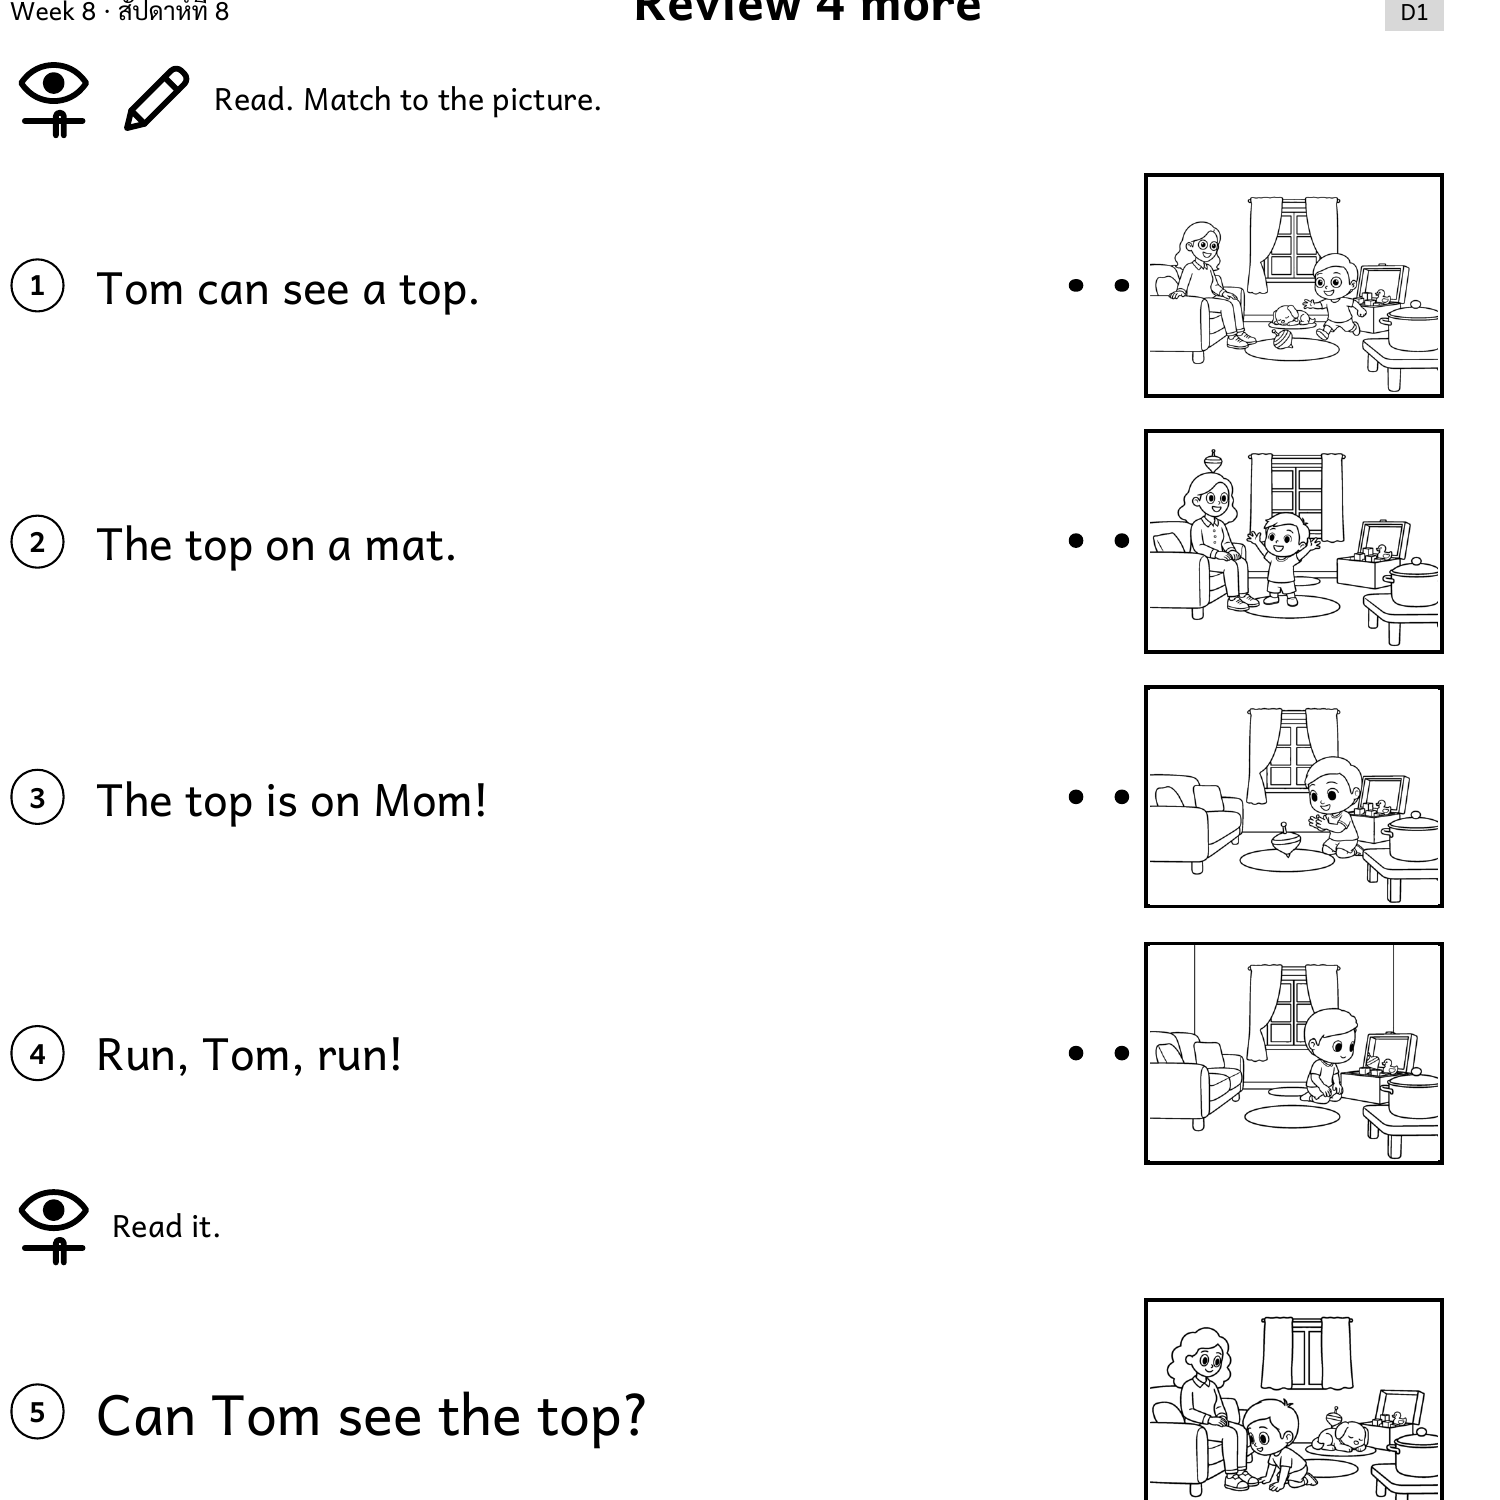 Week 8 · สัปดาห์ที่ 8
Review 4 more
D1
Read. Match to the picture.
1 Tom can see a top.
2 The top on a mat.
3 The top is on Mom!
4 Run, Tom, run!
Read it.
5 Can Tom see the top?